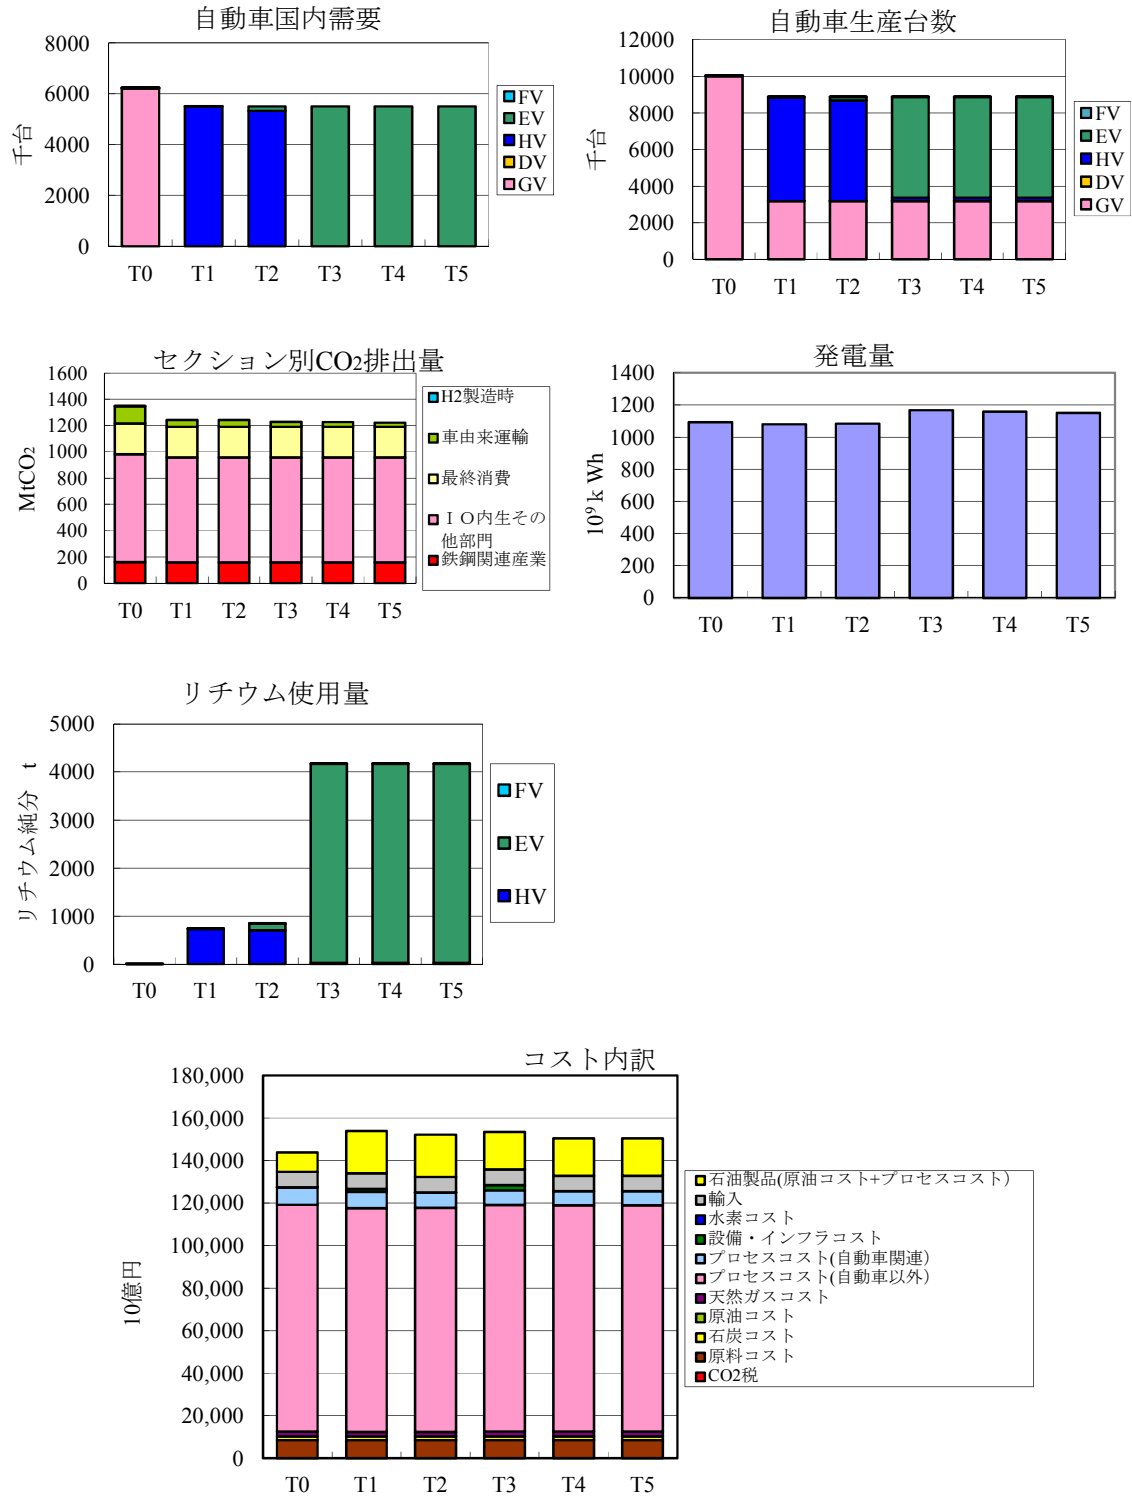 自動車国内需要
8000
6000
4000
2000
0
千台
T0 T1 T2 T3 T4 T5
FV
EV
HV
DV
GV
自動車生産台数
12000
10000
8000
6000
4000
2000
0
千台
T0 T1 T2 T3 T4 T5
FV
EV
HV
DV
GV
セクション別CO2排出量
1600
1400
1200
1000
800
600
400
200
0
MtCO2
T0 T1 T2 T3 T4 T5
H2製造時
車由来運輸
最終消費
ＩＯ内生その
他部門
鉄鋼関連産業
発電量
1400
1200
1000
800
600
400
200
0
10⁹ k Wh
T0 T1 T2 T3 T4 T5
リチウム使用量
5000
4000
3000
2000
1000
0
リチウム純分 t
T0 T1 T2 T3 T4 T5
FV
EV
HV
コスト内訳
180,000
160,000
140,000
120,000
100,000
80,000
60,000
40,000
20,000
0
10億円
T0 T1 T2 T3 T4 T5
石油製品(原油コスト+プロセスコスト）
輸入
水素コスト
設備・インフラコスト
プロセスコスト(自動車関連）
プロセスコスト(自動車以外）
天然ガスコスト
原油コスト
石炭コスト
原料コスト
CO2税